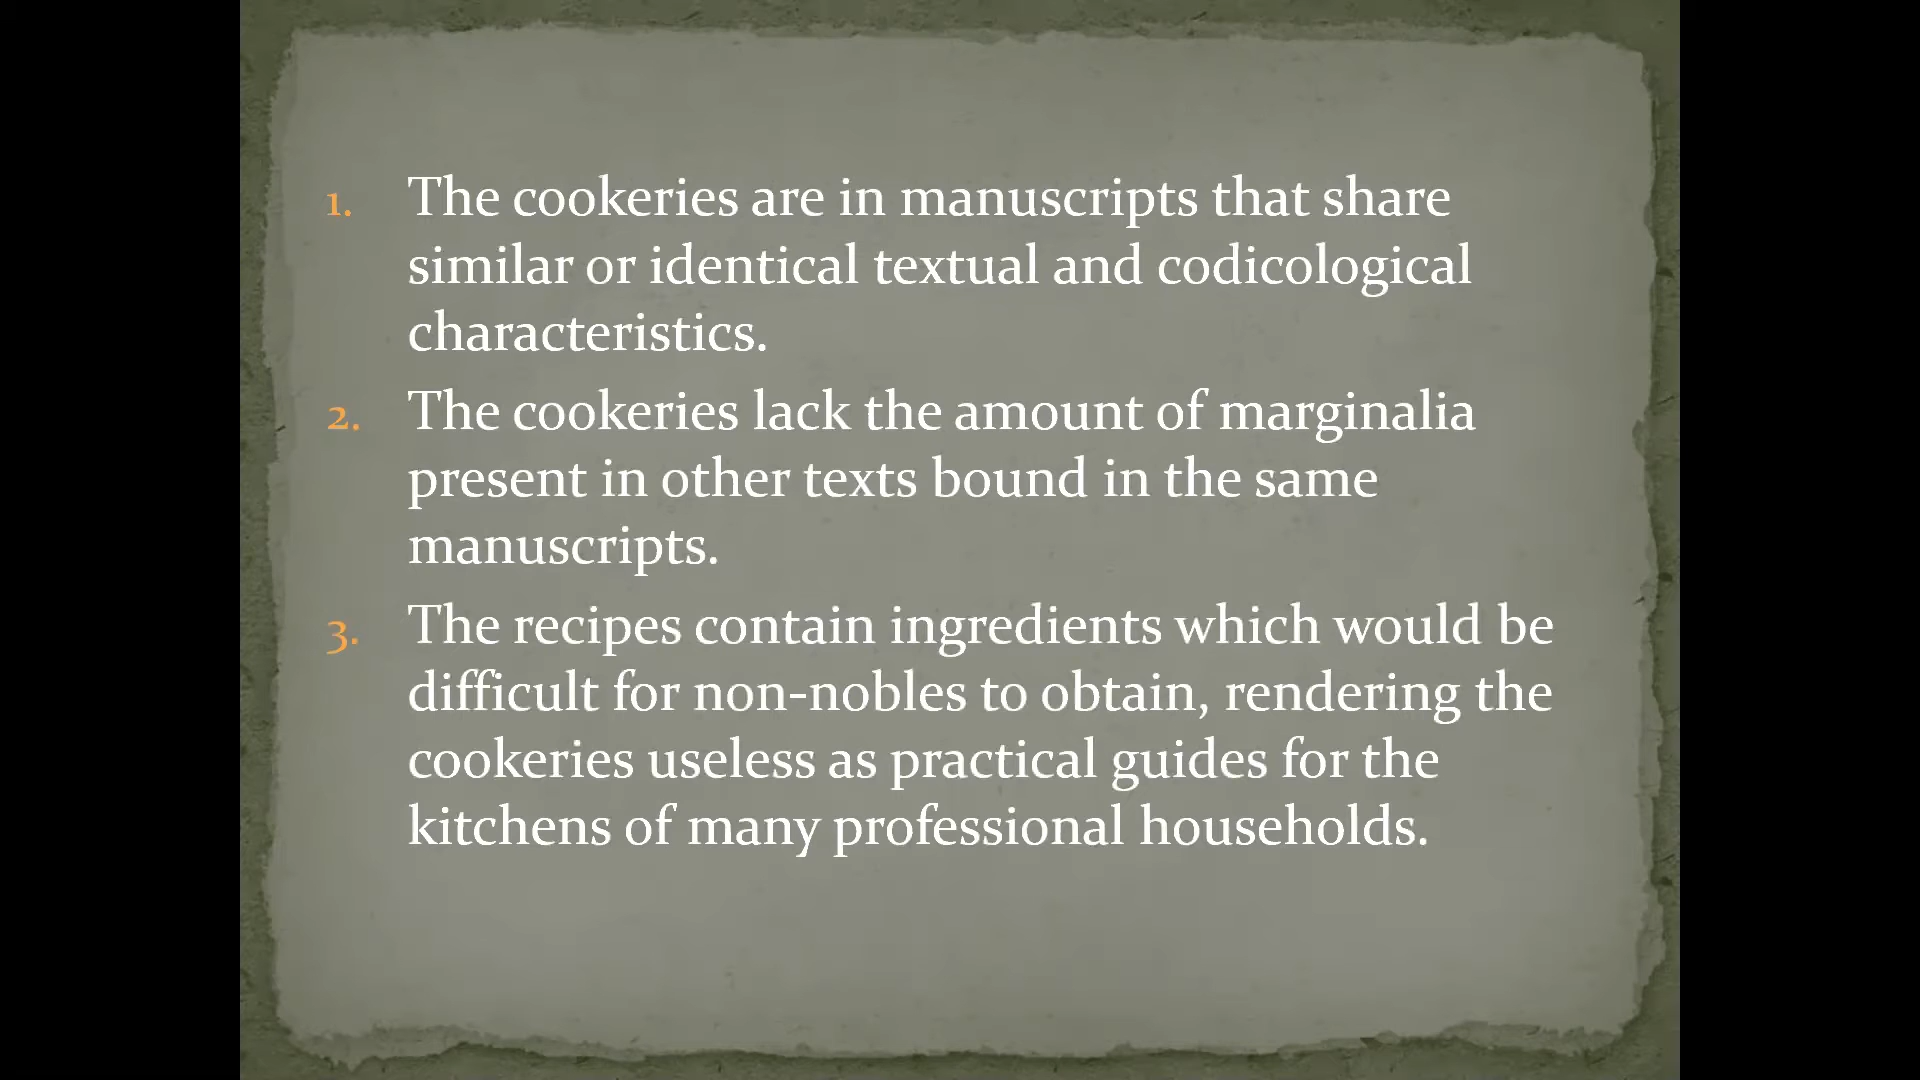 1. The cookeries are in manuscripts that share
similar or identical textual and codicological
characteristics.
2. The cookeries lack the amount of marginalia
present in other texts bound in the same
manuscripts.
3. The recipes contain ingredients which would be
difficult for non-nobles to obtain, rendering the
cookeries useless as practical guides for the
kitchens of many professional households.